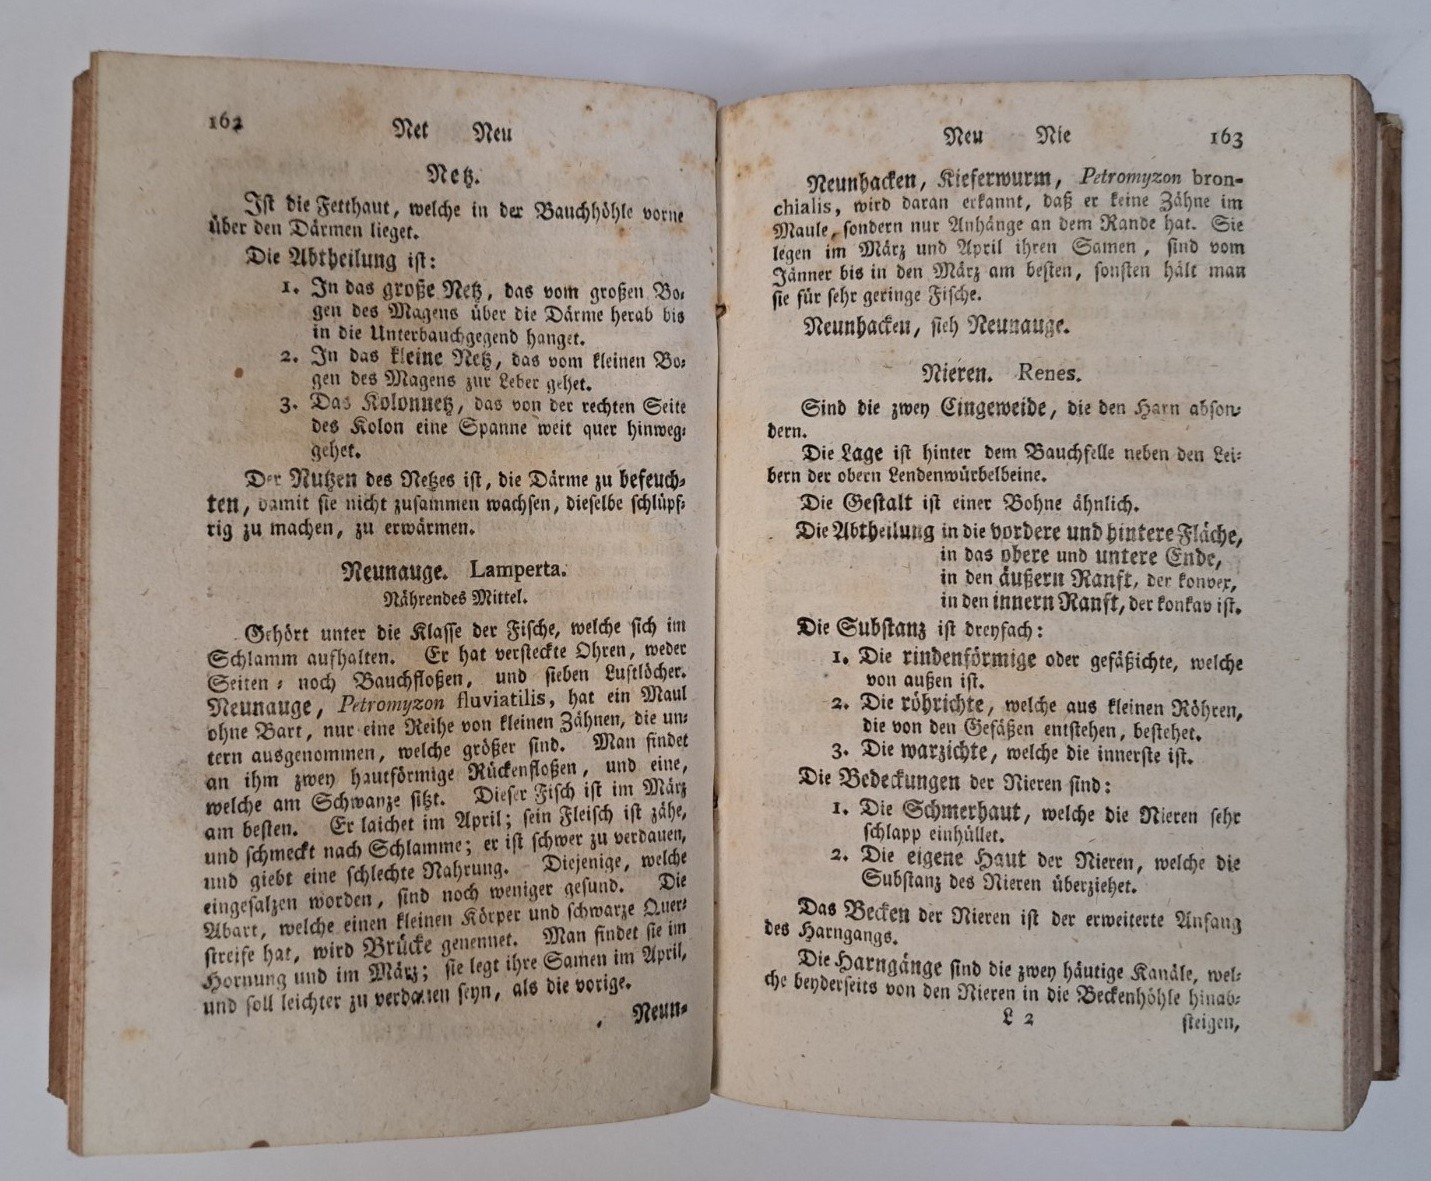 162
Net Neu
Netz.
Ist die Fetthaut, welche in der Bauchhöhle vorne
über den Därmen lieget.
Die Abtheilung ist:
1. In das große Netz, das vom großen Bo-
gen des Magens über die Därme herab bis
in die Unterbauchgegend hanget.
2. In das kleine Netz, das vom kleinen Bo-
gen des Magens zur Leber gehet.
3. Das Kolonnetz, das von der rechten Seite
des Kolon eine Spanne weit quer hinweg-
gehet.
Der Nutzen des Netzes ist, die Därme zu befeuch-
ten, damit sie nicht zusammen wachsen, dieselbe schlüpf-
rig zu machen, zu erwärmen.
Neunauge. Lamperta.
Nährendes Mittel.
Gehört unter die Klasse der Fische, welche sich im
Schlamm aufhalten. Er hat versteckte Ohren, weder
Seiten- noch Bauchfloßen, und sieben Luftlöcher.
Neunauge, Petromyzon fluviatilis, hat ein Maul
ohne Bart, nur eine Reihe von kleinen Zähnen, die un-
tern ausgenommen, welche größer sind. Man findet
an ihm zwey hautförmige Rückenfloßen, und eine,
welche am Schwanze sitzt. Dieser Fisch ist im März
am besten. Er laichet im April; sein Fleisch ist zähe,
und schmeckt nach Schlamme; er ist schwer zu verdauen,
und giebt eine schlechte Nahrung. Diejenige, welche
eingesalzen worden, sind noch weniger gesund. Die
Abart, welche einen kleinen Körper und schwarze Quer-
streife hat, wird Brücke genennet. Man findet sie im
Hornung und im März; sie legt ihre Samen im April,
und soll leichter zu verdauen seyn, als die vorige.
Neun-
Neu Nie 163
Neunhacken, Kieferwurm, Petromyzon bron-
chialis, wird daran erkannt, daß er keine Zähne im
Maule, sondern nur Anhänge an dem Rande hat. Sie
legen im März und April ihren Samen, sind vom
Jänner bis in den März am besten, sonsten hält man
sie für sehr geringe Fische.
Neunhacken, sieh Neunauge.
Nieren. Renes.
Sind die zwey Eingeweide, die den Harn abson-
dern.
Die Lage ist hinter dem Bauchfelle neben den Lei-
bern der obern Lendenwürbelbeine.
Die Gestalt ist einer Bohne ähnlich.
Die Abtheilung in die vordere und hintere Fläche,
in das obere und untere Ende,
in den äußern Ranft, der konvex,
in den innern Ranft, der konkav ist.
Die Substanz ist dreyfach:
1. Die rindenförmige oder gefäßichte, welche
von außen ist.
2. Die röhrichte, welche aus kleinen Röhren,
die von den Gefäßen entstehen, bestehet.
3. Die warzichte, welche die innerste ist.
Die Bedeckungen der Nieren sind:
1. Die Schmerhaut, welche die Nieren sehr
schlapp einhüllet.
2. Die eigene Haut der Nieren, welche die
Substanz des Nieren überziehet.
Das Becken der Nieren ist der erweiterte Anfang
des Harngangs.
Die Harngänge sind die zwey häutige Kanäle, wel-
che beyderseits von den Nieren in die Beckenhöhle hinab-
L 2 steigen,